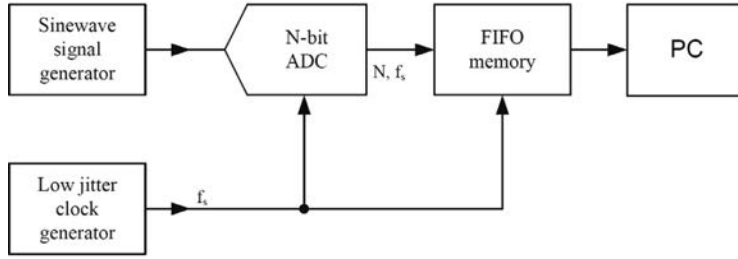 Sinewave
signal
generator
N-bit
ADC
N, fₛ
FIFO
memory
PC
Low jitter
clock
generator
fₛ